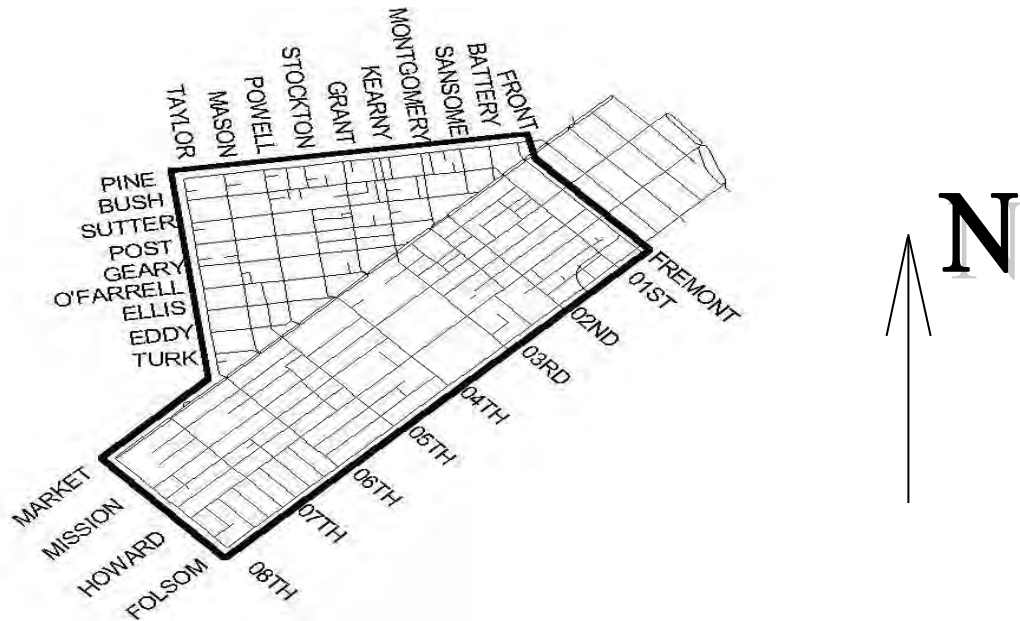 TAYLOR
MASON
POWELL
STOCKTON
GRANT
KEARNY
MONTGOMERY
SANSOME
BATTERY
FRONT
PINE
BUSH
SUTTER
POST
GEARY
O'FARRELL
ELLIS
EDDY
TURK
MARKET
MISSION
HOWARD
FOLSOM
08TH
07TH
06TH
05TH
04TH
03RD
02ND
01ST
FREMONT
N